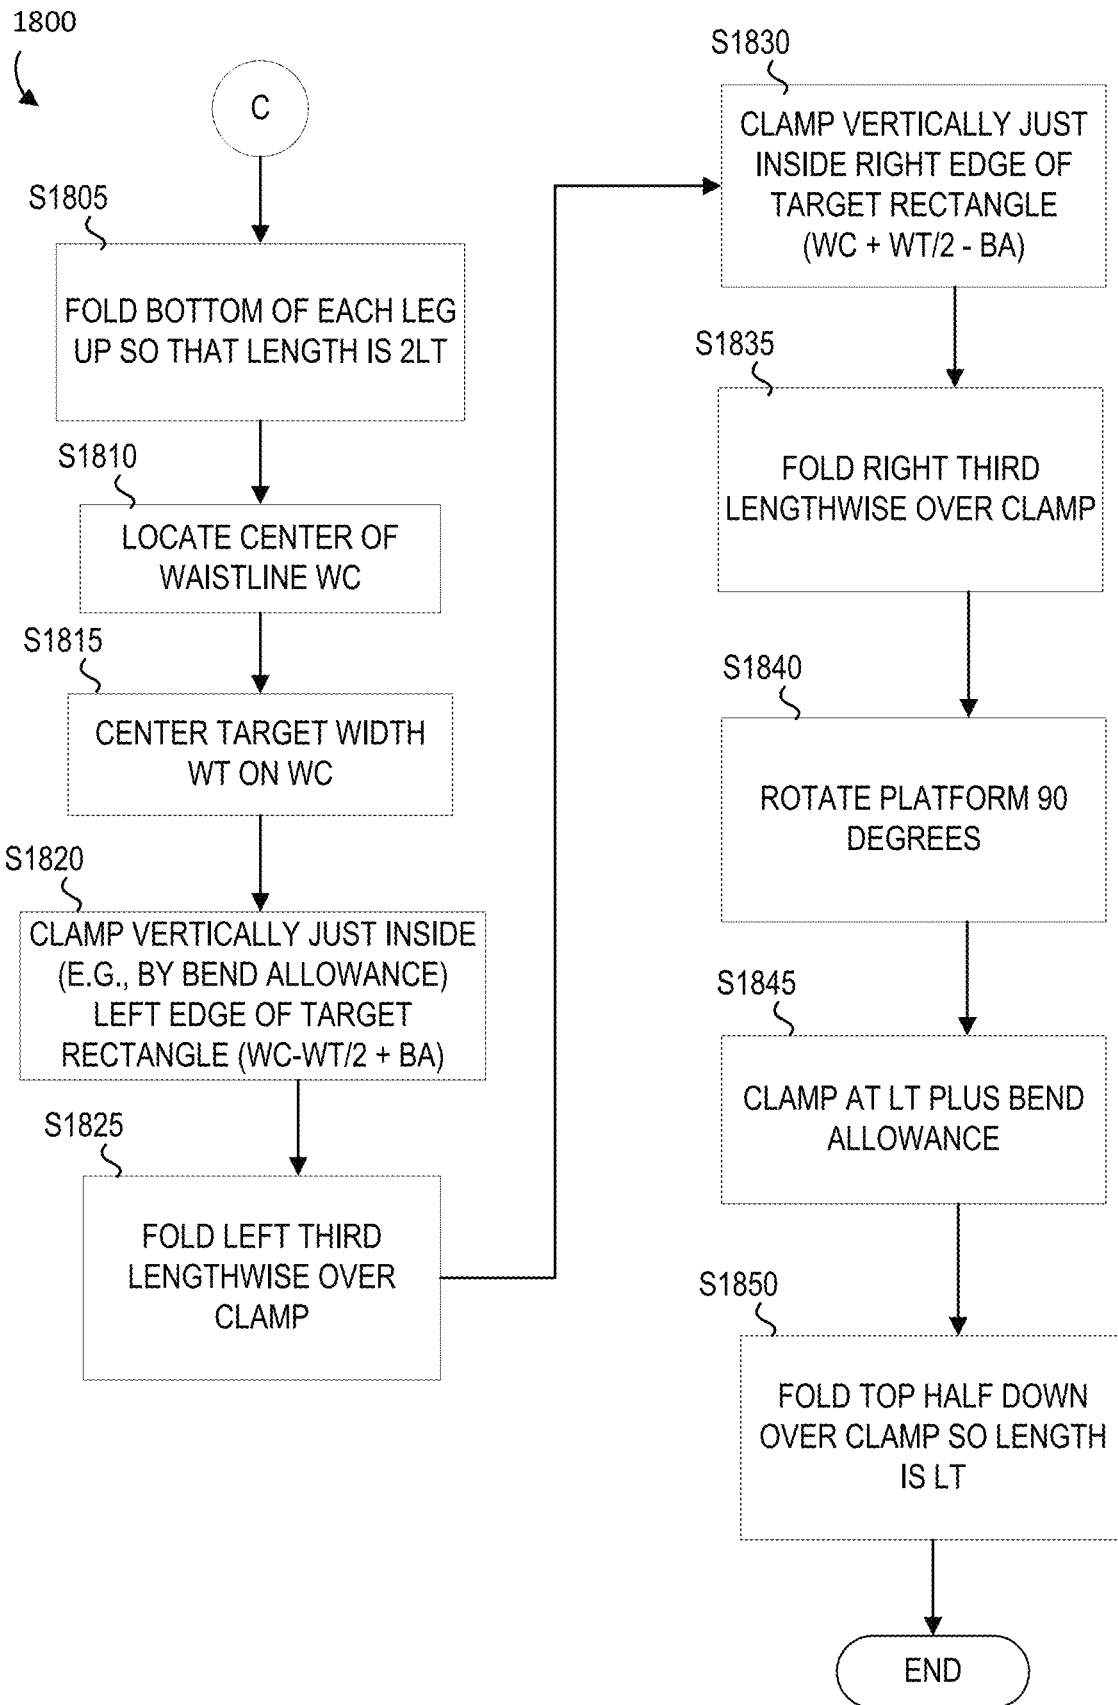 1800
C
S1805
FOLD BOTTOM OF EACH LEG
UP SO THAT LENGTH IS 2LT
S1810
LOCATE CENTER OF
WAISTLINE WC
S1815
CENTER TARGET WIDTH
WT ON WC
S1820
CLAMP VERTICALLY JUST INSIDE
(E.G., BY BEND ALLOWANCE)
LEFT EDGE OF TARGET
RECTANGLE (WC-WT/2 + BA)
S1825
FOLD LEFT THIRD
LENGTHWISE OVER
CLAMP
S1830
CLAMP VERTICALLY JUST
INSIDE RIGHT EDGE OF
TARGET RECTANGLE
(WC + WT/2 - BA)
S1835
FOLD RIGHT THIRD
LENGTHWISE OVER CLAMP
S1840
ROTATE PLATFORM 90
DEGREES
S1845
CLAMP AT LT PLUS BEND
ALLOWANCE
S1850
FOLD TOP HALF DOWN
OVER CLAMP SO LENGTH
IS LT
END